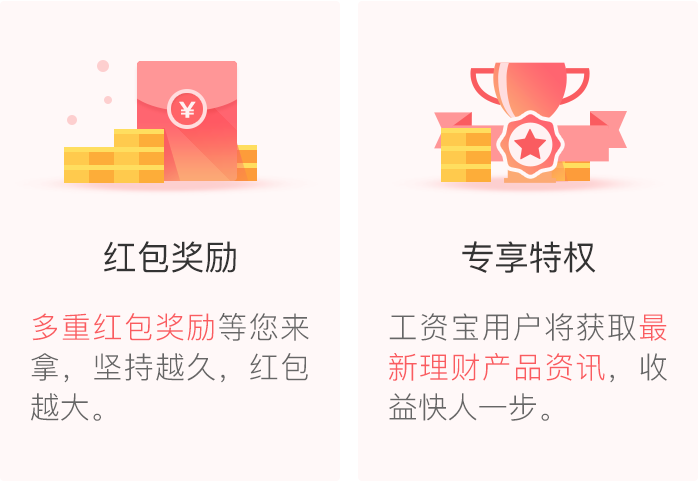 ¥
红包奖励
多重红包奖励等您来
拿，坚持越久，红包
越大。
专享特权
工资宝用户将获取最
新理财产品资讯，收
益快人一步。